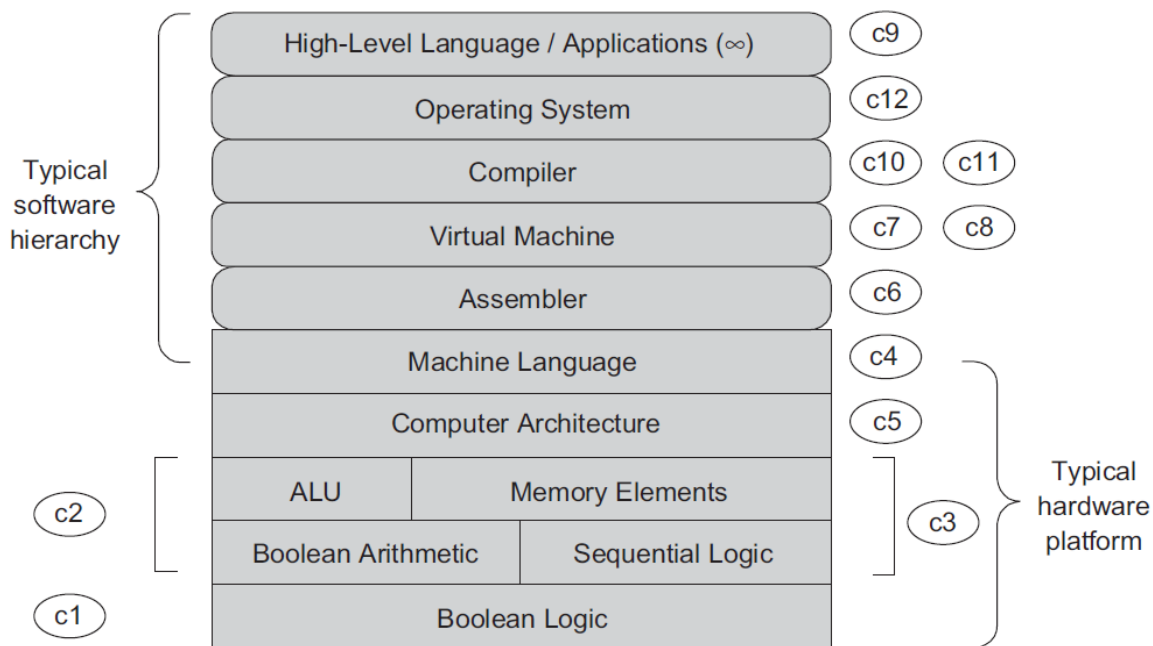 High-Level Language / Applications (∞)
c9
Operating System
c12
Compiler
c10
c11
Typical
software
hierarchy
Virtual Machine
c7
c8
Assembler
c6
Machine Language
c4
Computer Architecture
c5
ALU
Memory Elements
c2
c3
Typical
hardware
platform
Boolean Arithmetic
Sequential Logic
c1
Boolean Logic